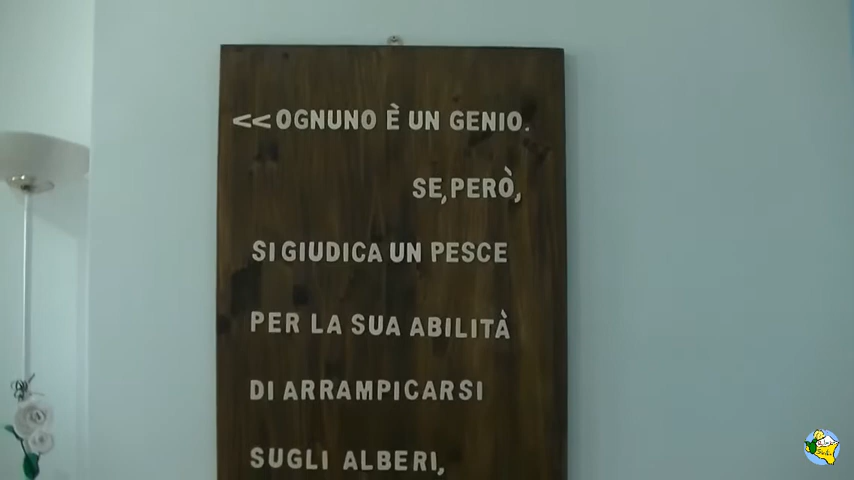 <<OGNUNO È UN GENIO.
SE, PERÒ,
SI GIUDICA UN PESCE
PER LA SUA ABILITÀ
DI ARRAMPICARSI
SUGLI ALBERI,